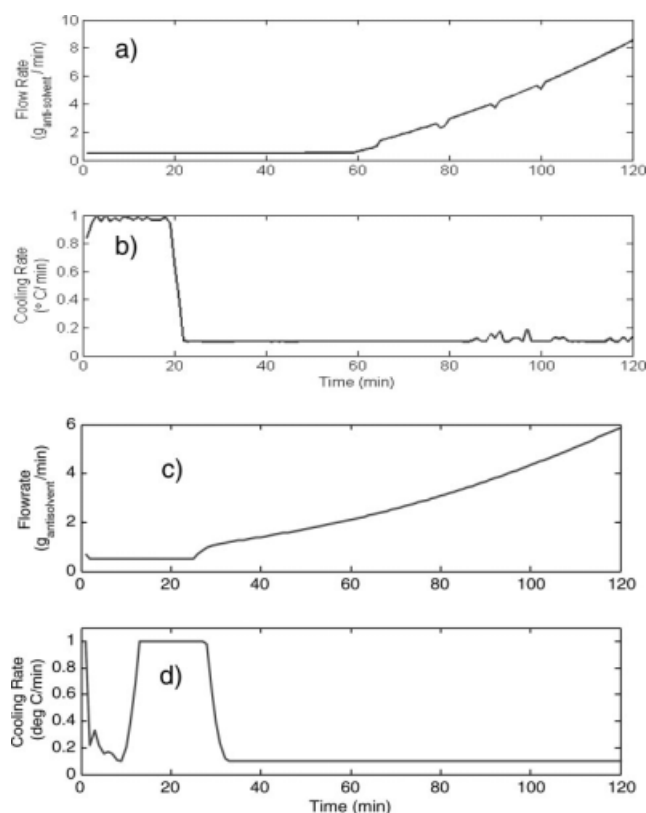 a)
Flow Rate
(g anti-solvent / min)
10
8
6
4
2
0
0 20 40 60 80 100 120
b)
Cooling Rate
(° C/ min)
1
0.8
0.6
0.4
0.2
0
0 20 40 60 80 100 120
Time (min)
c)
Flowrate
(g antisolvent/min)
6
4
2
0
0 20 40 60 80 100 120
d)
Cooling Rate
(deg C/min)
1
0.8
0.6
0.4
0.2
0
0 20 40 60 80 100 120
Time (min)